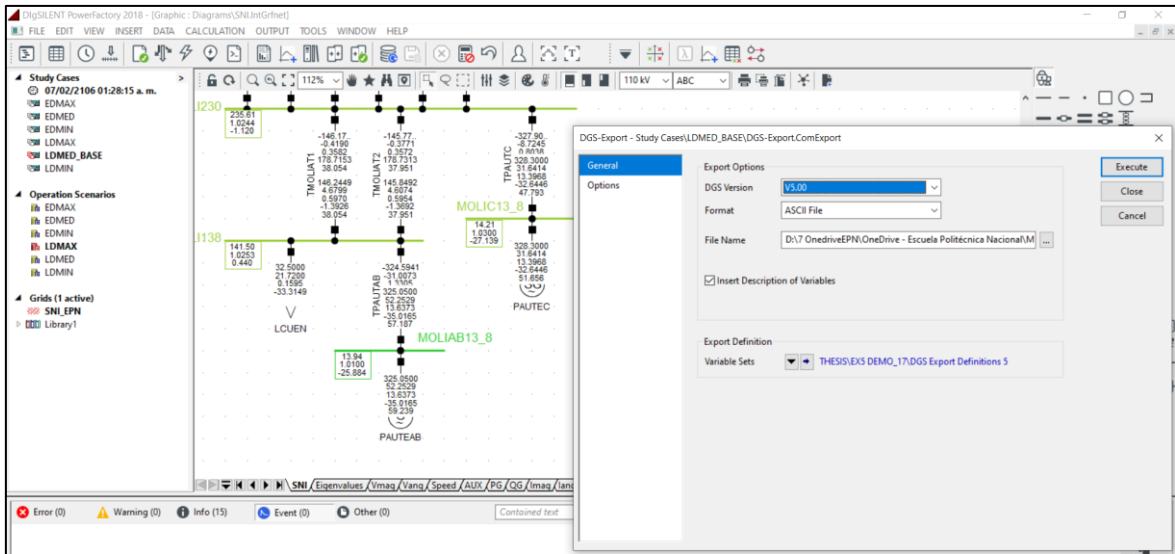 DIgSILENT PowerFactory 2018 - [Graphic : Diagrams\SNI.IntGrfnet]
FILE EDIT VIEW INSERT DATA CALCULATION OUTPUT TOOLS WINDOW HELP
Study Cases
07/02/2106 01:28:15 a. m.
EDMAX
EDMED
EDMIN
LDMAX
LDMED_BASE
LDMIN
Operation Scenarios
EDMAX
EDMED
EDMIN
LDMAX
LDMED
LDMIN
Grids (1 active)
SNI_EPN
Library1
112%
110 kV
ABC
LI230
235.61
1.0244
-1.120
TMOLIAT1
-146.17..
-0.4190
0.3582
178.7153
38.054
146.2449
4.6799
0.5970
-1.3926
38.054
TMOLIAT2
-145.77..
-0.3771
0.3572
178.7313
37.951
145.8492
4.6074
0.5954
-1.3692
37.951
TPAUTC
-327.90..
-8.7245
0.8038
328.3000
31.6414
13.3968
-32.6446
47.793
MOLIC13_8
14.21
1.0300
-27.139
328.3000
31.6414
13.3968
-32.6446
51.656
PAUTEC
LI138
141.50
1.0253
0.440
32.5000
21.7200
0.1595
-33.3149
LCUEN
TPAUTAB
-324.5941
-31.0073
1.3305
325.0500
52.2529
13.6373
-35.0165
57.187
MOLIAB13_8
13.94
1.0100
-25.884
325.0500
52.2529
13.6373
-35.0165
59.239
PAUTEAB
SNI Eigenvalues Vmag Vang Speed AUX PG QG Imag
Error (0) Warning (0) Info (15) Event (0) Other (0) Contained text
DGS-Export - Study Cases\LDMED_BASE\DGS-Export.ComExport
General
Options
Export Options
DGS Version V5.00
Format ASCII File
File Name D:\7 OnedriveEPN\OneDrive - Escuela Politécnica Nacional\M ...
Insert Description of Variables
Export Definition
Variable Sets THESIS\EX5 DEMO_17\DGS Export Definitions 5
Execute
Close
Cancel